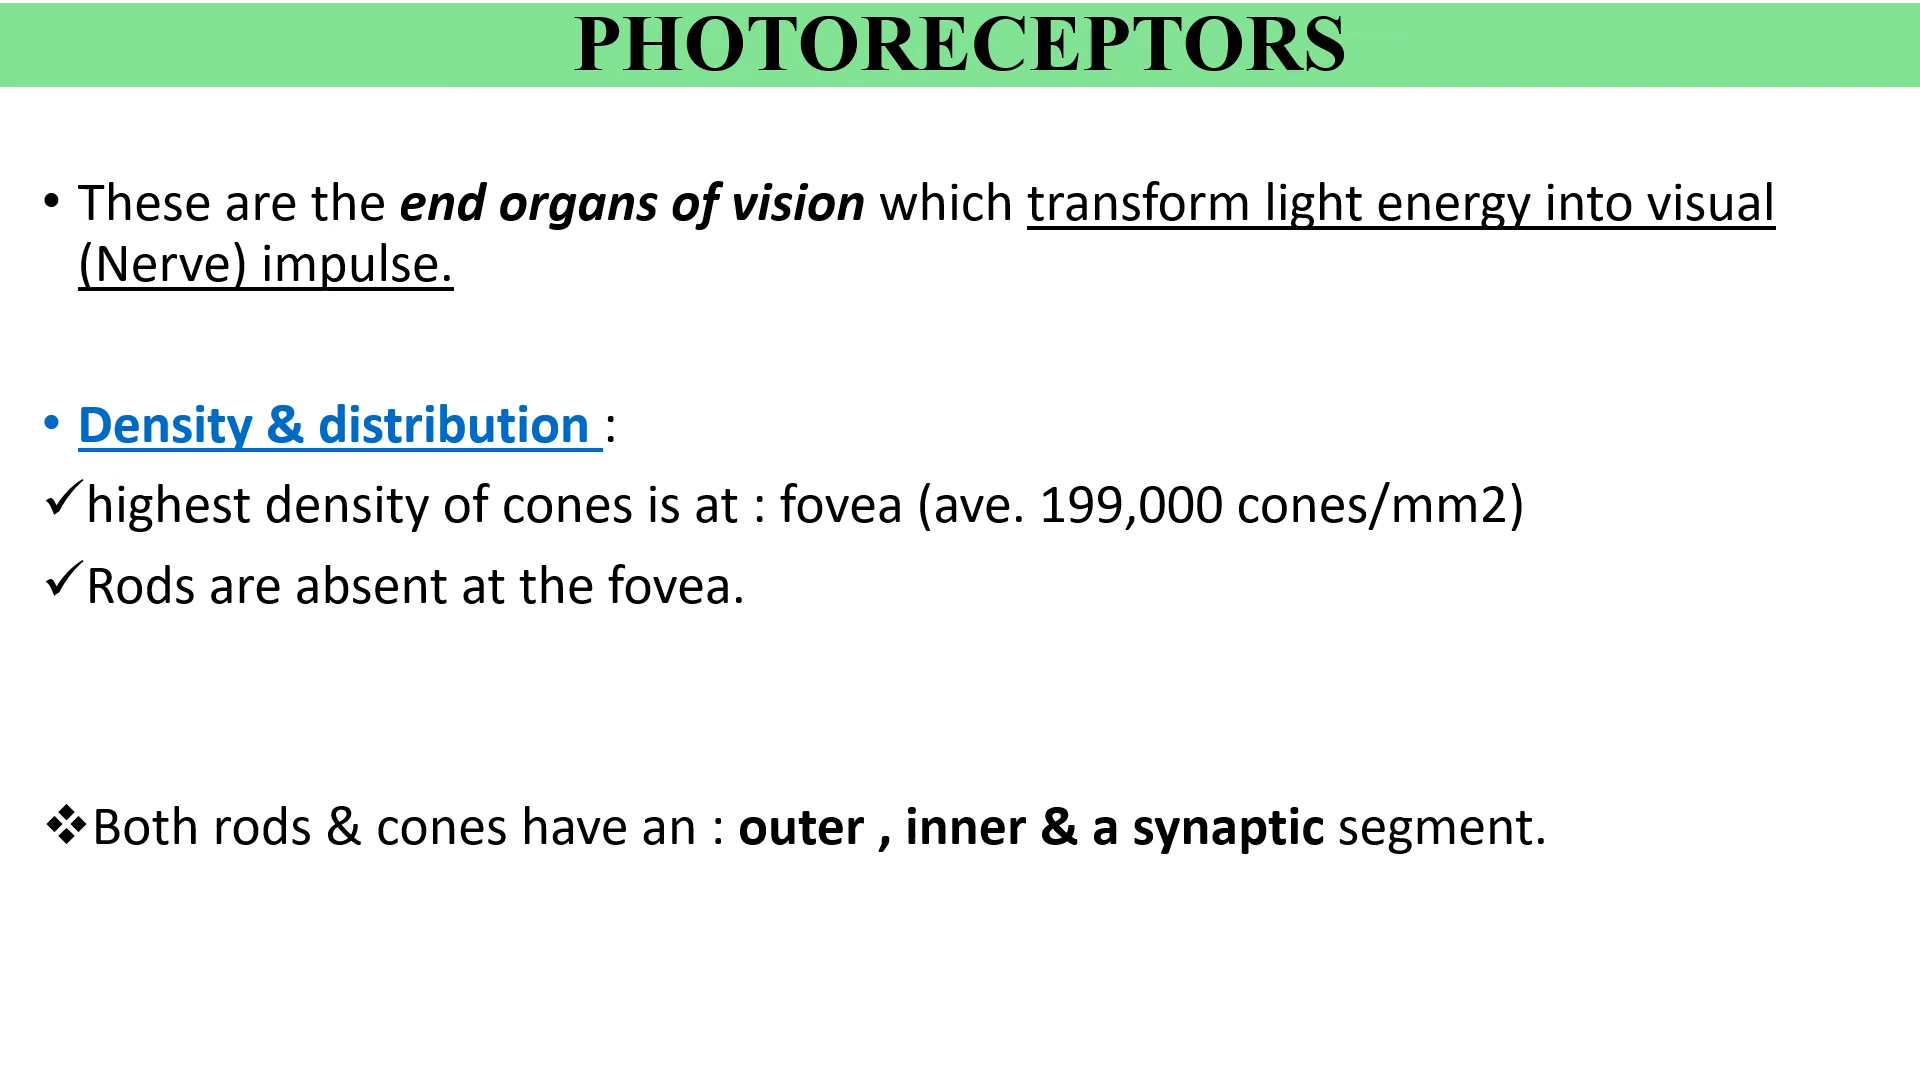 PHOTORECEPTORS
• These are the end organs of vision which transform light energy into visual
(Nerve) impulse.
• Density & distribution :
✓highest density of cones is at : fovea (ave. 199,000 cones/mm2)
✓Rods are absent at the fovea.
❖Both rods & cones have an : outer , inner & a synaptic segment.